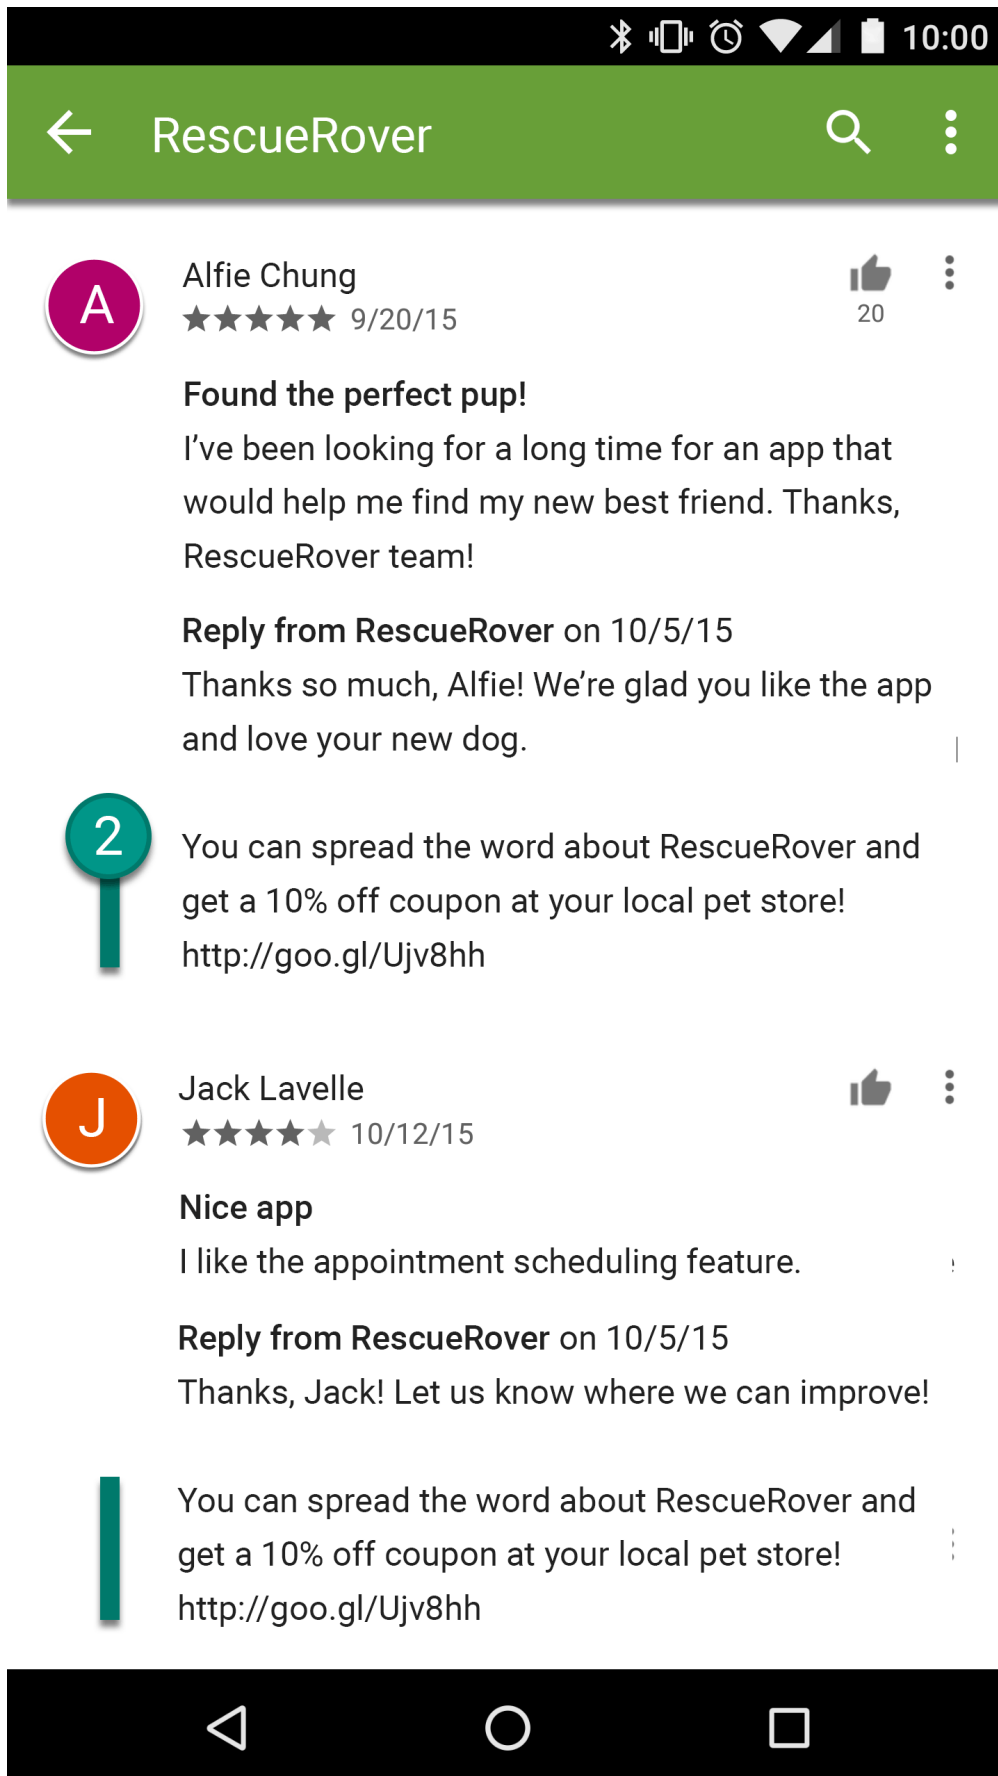 10:00
RescueRover
A
Alfie Chung
9/20/15
20
Found the perfect pup!
I’ve been looking for a long time for an app that
would help me find my new best friend. Thanks,
RescueRover team!
Reply from RescueRover on 10/5/15
Thanks so much, Alfie! We’re glad you like the app
and love your new dog.
2
You can spread the word about RescueRover and
get a 10% off coupon at your local pet store!
http://goo.gl/Ujv8hh
J
Jack Lavelle
10/12/15
Nice app
I like the appointment scheduling feature.
Reply from RescueRover on 10/5/15
Thanks, Jack! Let us know where we can improve!
You can spread the word about RescueRover and
get a 10% off coupon at your local pet store!
http://goo.gl/Ujv8hh